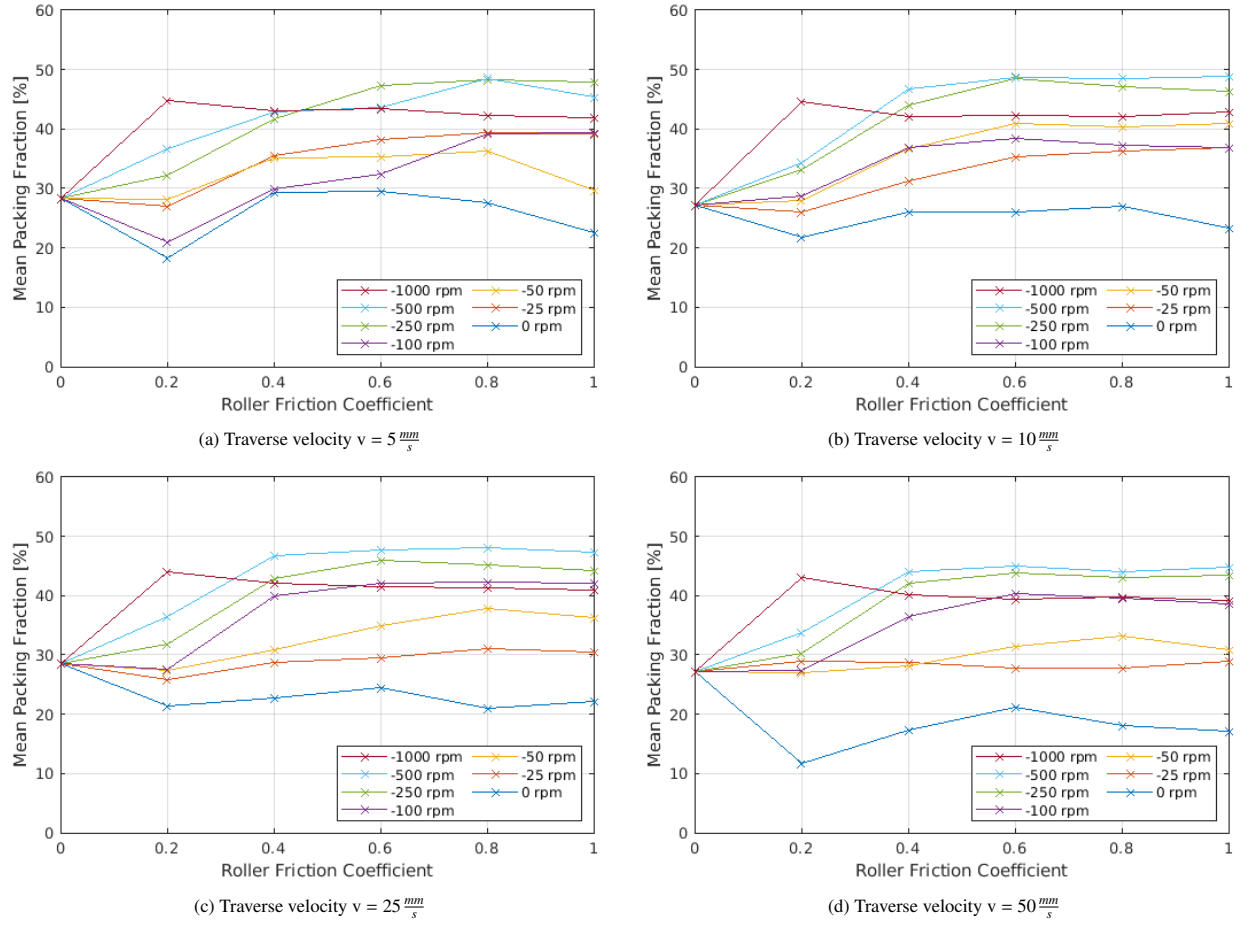 60
50
40
30
20
10
0
Mean Packing Fraction [%]
-1000 rpm
-500 rpm
-250 rpm
-100 rpm
-50 rpm
-25 rpm
0 rpm
0 0.2 0.4 0.6 0.8 1
Roller Friction Coefficient
(a) Traverse velocity v = 5 mm/s
60
50
40
30
20
10
0
Mean Packing Fraction [%]
-1000 rpm
-500 rpm
-250 rpm
-100 rpm
-50 rpm
-25 rpm
0 rpm
0 0.2 0.4 0.6 0.8 1
Roller Friction Coefficient
(b) Traverse velocity v = 10 mm/s
60
50
40
30
20
10
0
Mean Packing Fraction [%]
-1000 rpm
-500 rpm
-250 rpm
-100 rpm
-50 rpm
-25 rpm
0 rpm
0 0.2 0.4 0.6 0.8 1
Roller Friction Coefficient
(c) Traverse velocity v = 25 mm/s
60
50
40
30
20
10
0
Mean Packing Fraction [%]
-1000 rpm
-500 rpm
-250 rpm
-100 rpm
-50 rpm
-25 rpm
0 rpm
0 0.2 0.4 0.6 0.8 1
Roller Friction Coefficient
(d) Traverse velocity v = 50 mm/s